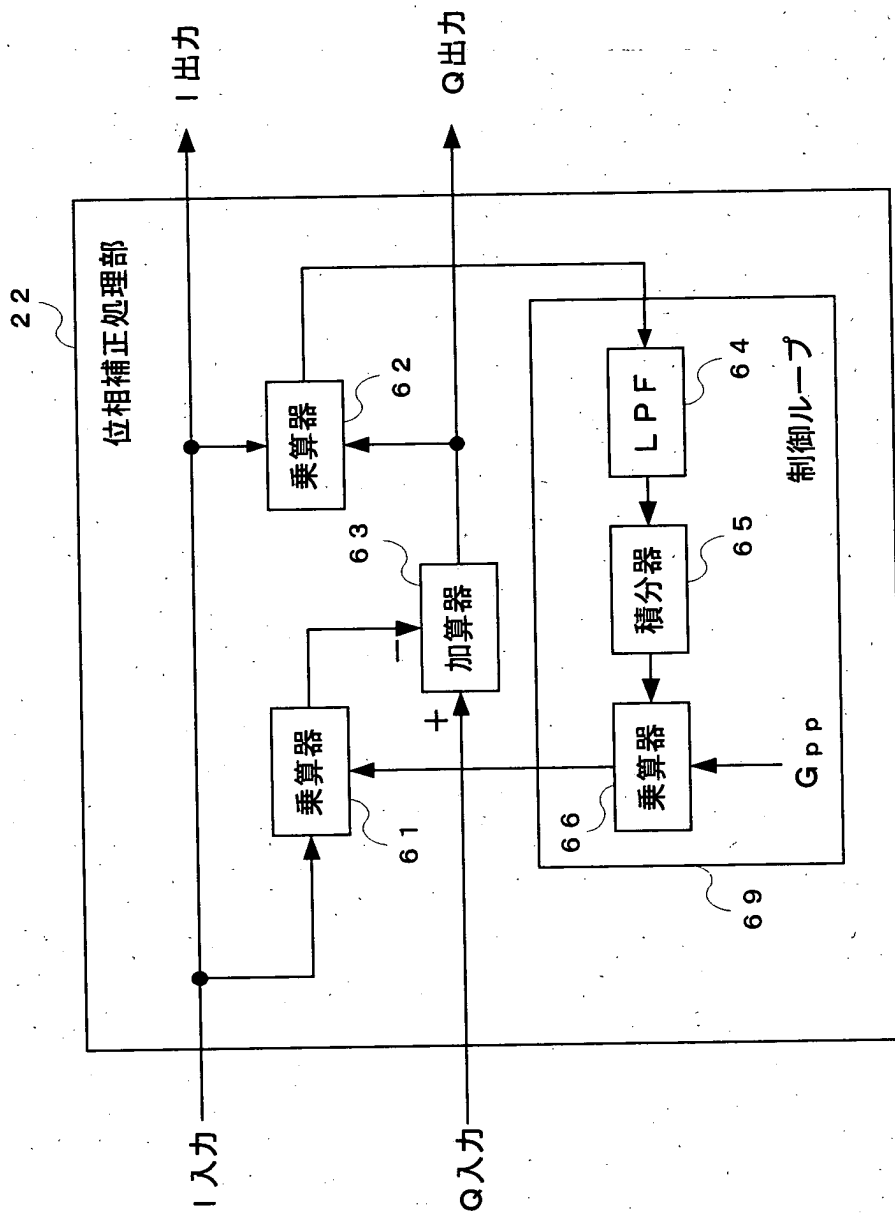 22
位相補正処理部
I入力
I出力
乗算器
62
乗算器
61
63
加算器
－
＋
Q入力
Q出力
乗算器
66
積分器
65
LPF
64
Gpp
制御ループ
69